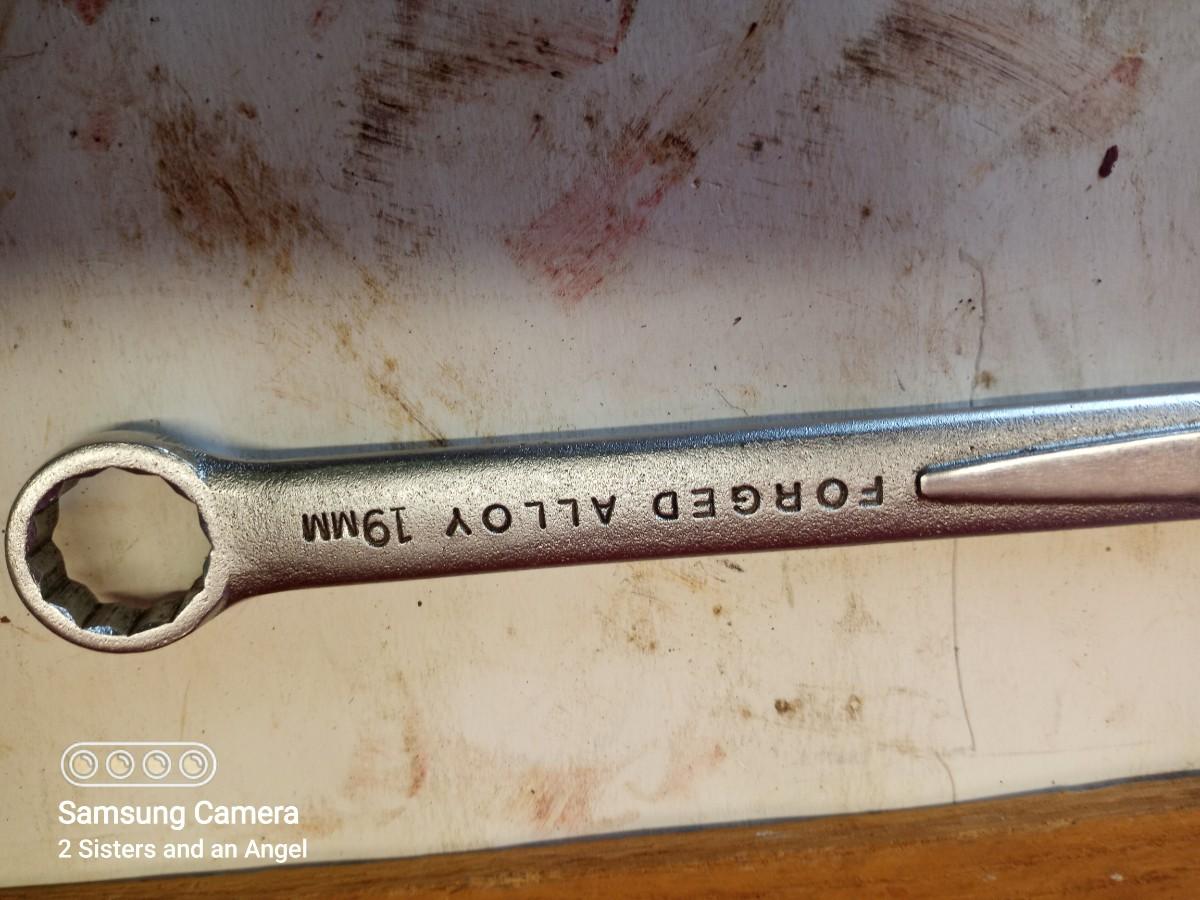 FORGED ALLOY 19MM
Samsung Camera
2 Sisters and an Angel